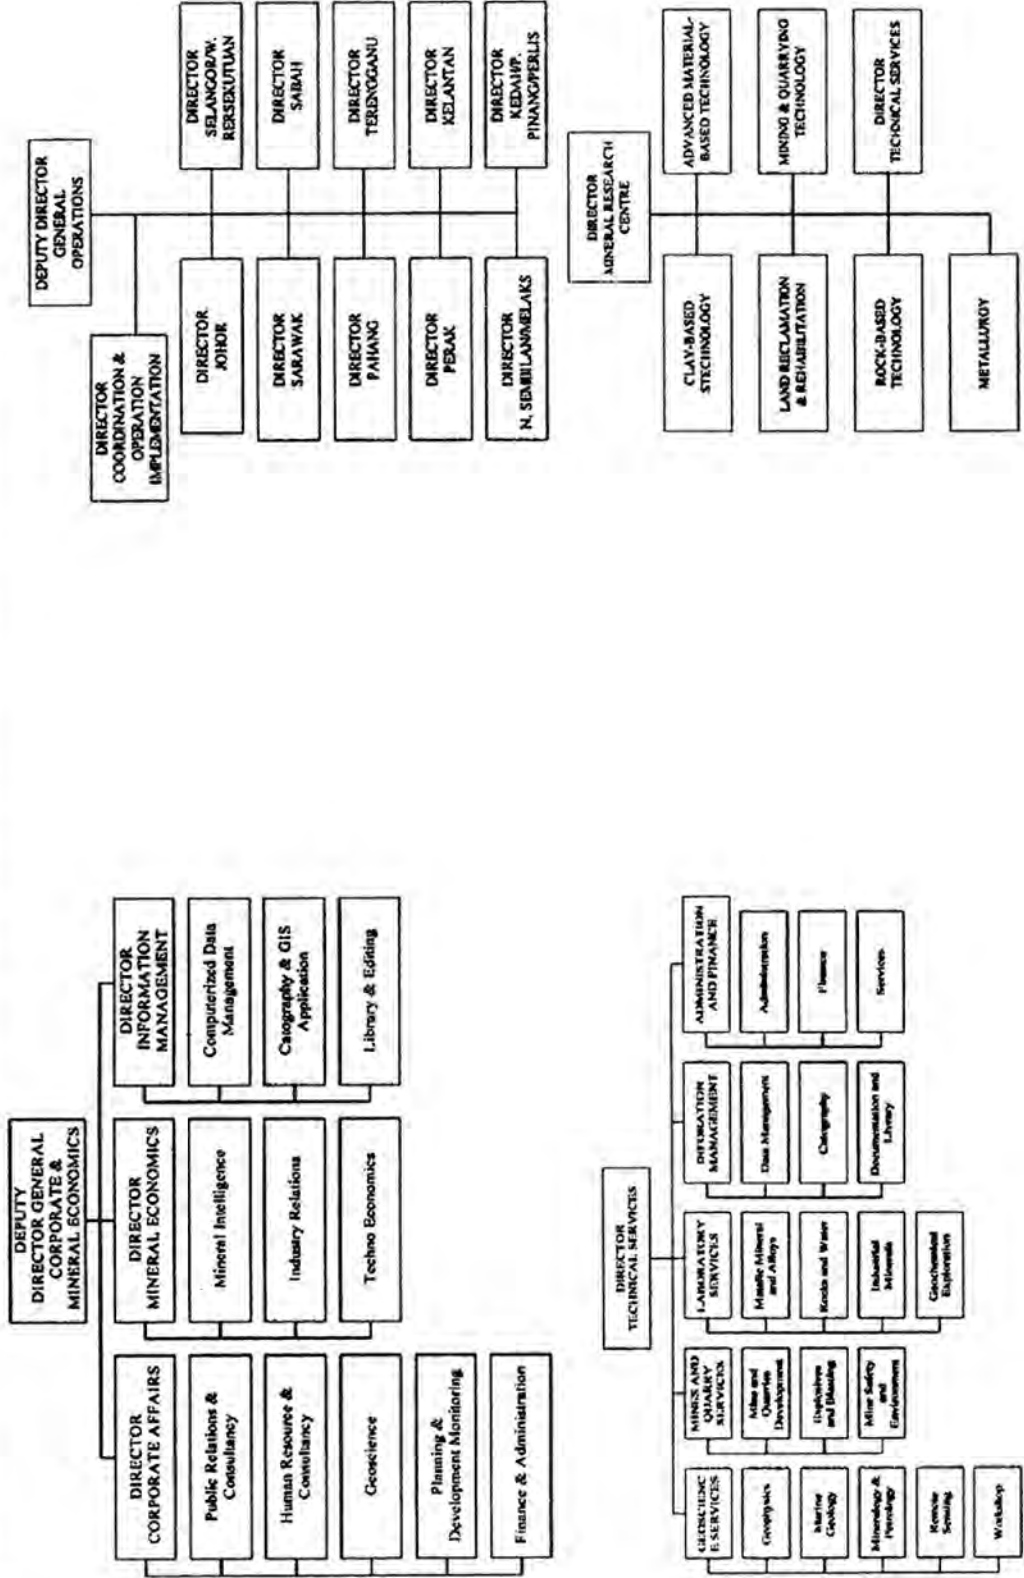 DEPUTY
DIRECTOR GENERAL
CORPORATE &
MINERAL ECONOMICS
DIRECTOR
CORPORATE AFFAIRS
Public Relations &
Consultancy
Human Resource &
Consultancy
Geoscience
Planning &
Development Monitoring
Finance & Administration
DIRECTOR
MINERAL ECONOMICS
Mineral Intelligence
Industry Relations
Techno Economics
DIRECTOR
INFORMATION
MANAGEMENT
Computerized Data
Management
Catography & GIS
Application
Library & Editing
DEPUTY DIRECTOR
GENERAL
OPERATIONS
DIRECTOR
COORDINATION &
OPERATION
IMPLEMENTATION
DIRECTOR
JOHOR
DIRECTOR
SELANGOR/W.
RERSEKUTUAN
DIRECTOR
SARAWAK
DIRECTOR
SABAH
DIRECTOR
PAHANG
DIRECTOR
TERENGGANU
DIRECTOR
PERAK
DIRECTOR
KELANTAN
DIRECTOR
N, SEMBILAN/MELAKS
DIRECTOR
KEDAH/P.
PINANG/PERLIS
DIRECTOR
TECHNICAL SERVICES
GEOSCIENC
E SERVICES
Geophysics
Marine
Geology
Mineralogy &
Petrology
Remote
Sensing
Workshop
MINES AND
QUARRY
SERVICES
Mine and
Quarries
Development
Explosives
and Blasting
Mine Safety
and
Environment
LABORATORY
SERVICES
Metallic Mineral
and Alloys
Rocks and Water
Industrial
Minerals
Geochemical
Exploration
INFORATION
MANAGEMENT
Data Management
Catography
Documentation and
Library
ADMINISTRATION
AND FINANCE
Administration
Finance
Services
DIRECTOR
MINERAL RESEARCH
CENTRE
CLAY-BASED
STECHNOLOGY
ADVANCED MATERIAL-
BASED TECHNOLOGY
LAND RECLAMATION
& REHABILITATION
MINING & QUARRYING
TECHNOLOGY
ROCK-BASED
TECHNOLOGY
DIRECTOR
TECHNICAL SERVICES
METALLURGY